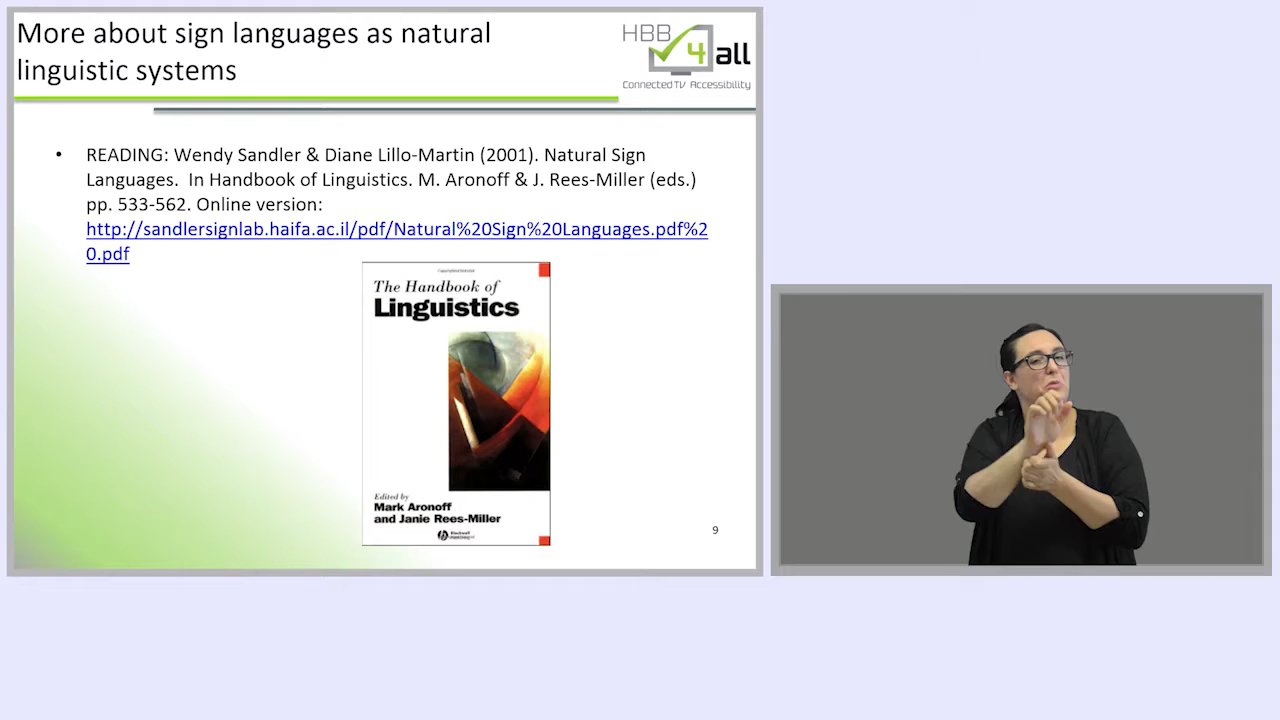 More about sign languages as natural
linguistic systems
HBB
4all
Connected TV Accessibility
• READING: Wendy Sandler & Diane Lillo-Martin (2001). Natural Sign
Languages.  In Handbook of Linguistics. M. Aronoff & J. Rees-Miller (eds.)
pp. 533-562. Online version:
http://sandlersignlab.haifa.ac.il/pdf/Natural%20Sign%20Languages.pdf%2
0.pdf
The Handbook of
Linguistics
Edited by
Mark Aronoff
and Janie Rees-Miller
Blackwell
9